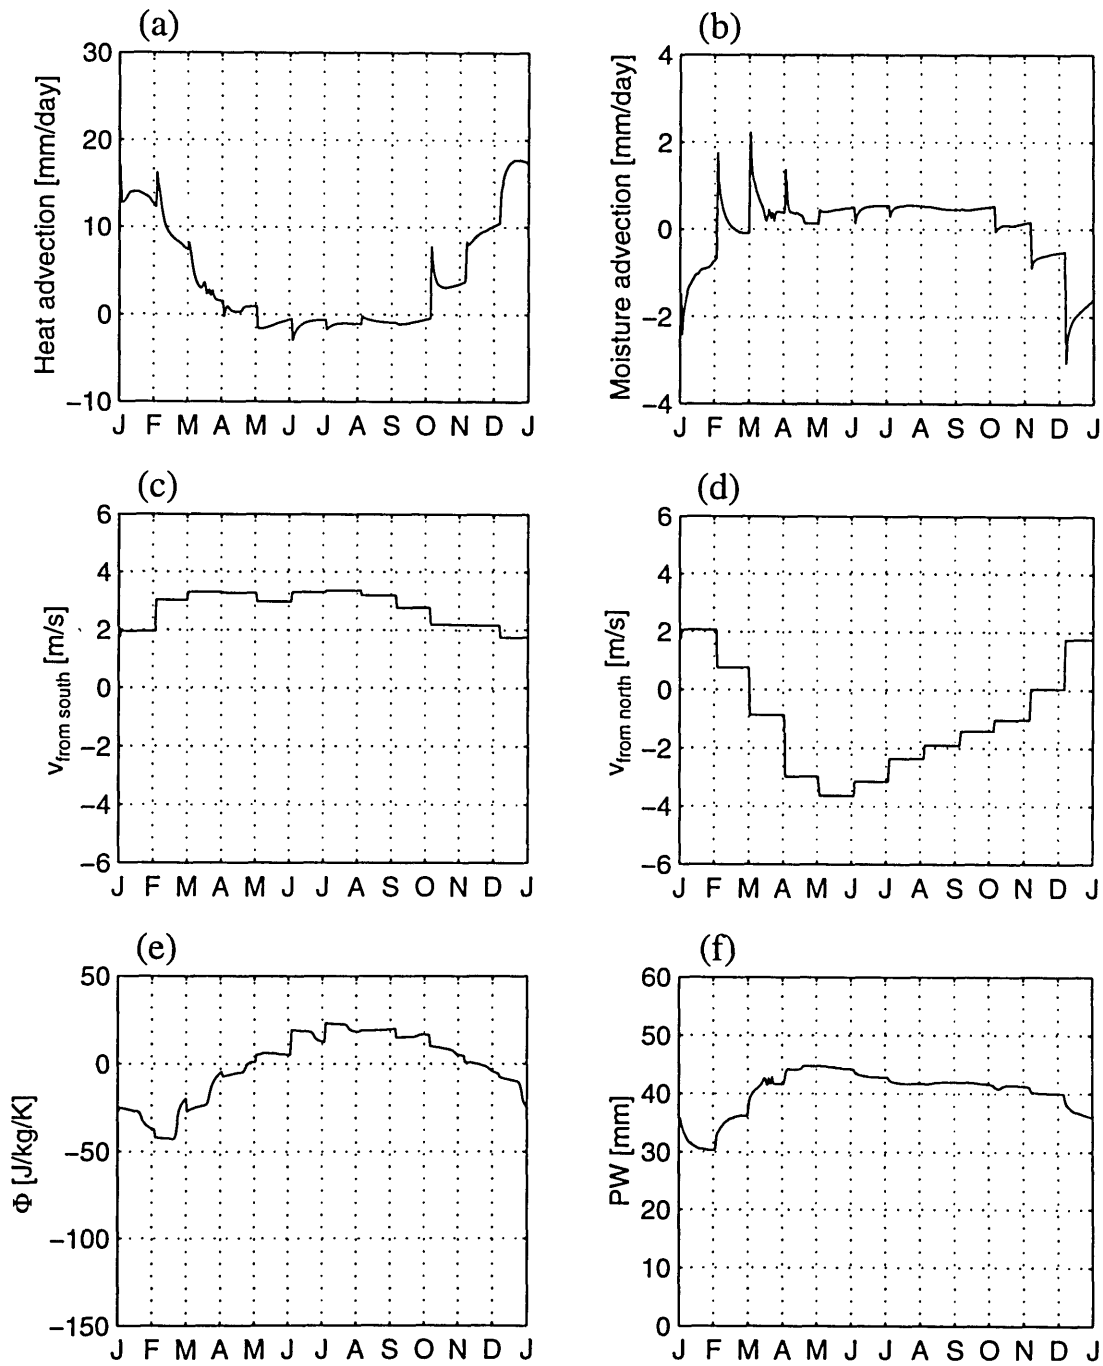 (a)
30
20
10
0
−10
Heat advection [mm/day]
J F M A M J J A S O N D J
(b)
4
2
0
−2
−4
Moisture advection [mm/day]
J F M A M J J A S O N D J
(c)
6
4
2
0
−2
−4
−6
v from south [m/s]
J F M A M J J A S O N D J
(d)
6
4
2
0
−2
−4
−6
v from north [m/s]
J F M A M J J A S O N D J
(e)
50
0
−50
−100
−150
Φ [J/kg/K]
J F M A M J J A S O N D J
(f)
60
50
40
30
20
10
0
PW [mm]
J F M A M J J A S O N D J